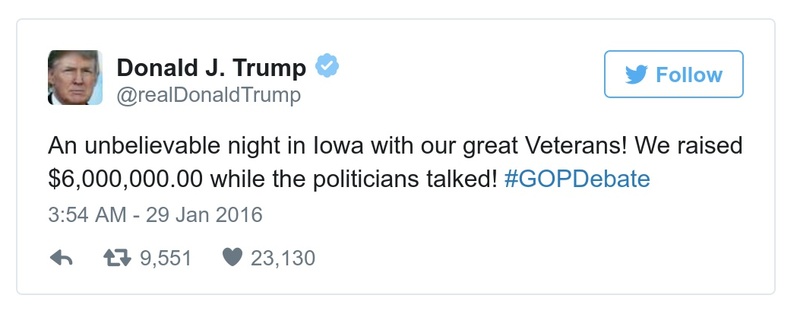 Donald J. Trump
@realDonaldTrump
Follow
An unbelievable night in Iowa with our great Veterans! We raised
$6,000,000.00 while the politicians talked! #GOPDebate
3:54 AM - 29 Jan 2016
9,551 23,130